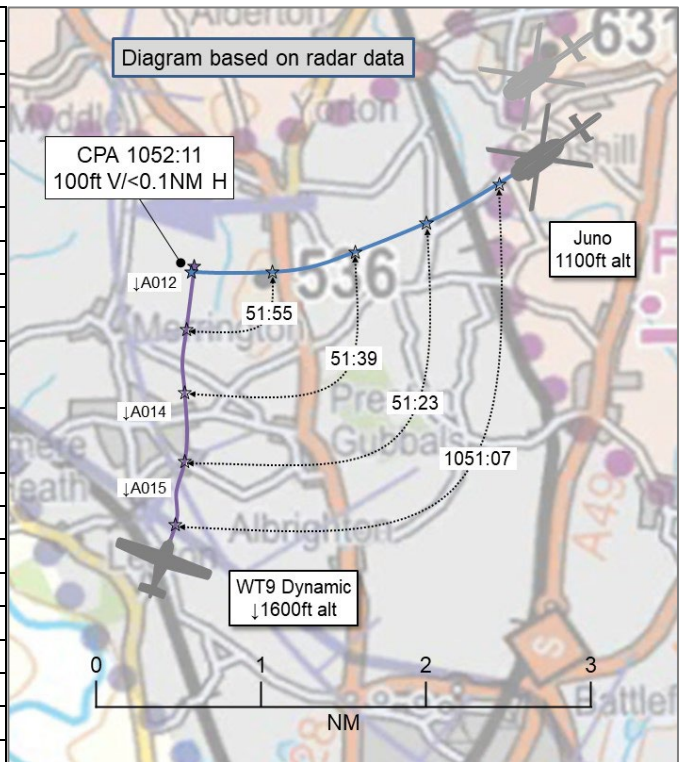 Alderton
631
Diagram based on radar data
Myddle
Yorton
CPA 1052:11
100ft V/<0.1NM H
Juno
1100ft alt
↓A012
536
51:55
Merrington
51:39
↓A014
Preston
Gubbals
51:23
1051:07
↓A015
A49
Albrighton
WT9 Dynamic
↓1600ft alt
S
0 1 2 3
NM
Battlef